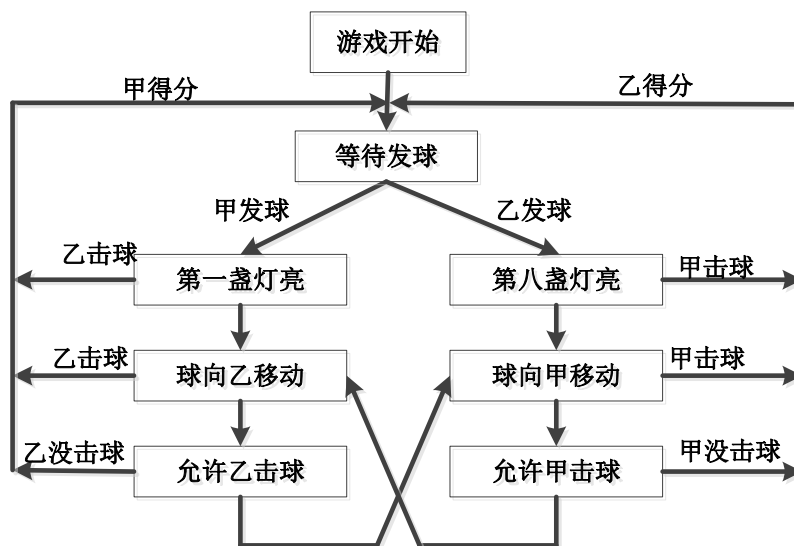 游戏开始
甲得分
乙得分
等待发球
甲发球
乙发球
乙击球
第一盏灯亮
第八盏灯亮
甲击球
乙击球
球向乙移动
球向甲移动
甲击球
乙没击球
允许乙击球
允许甲击球
甲没击球